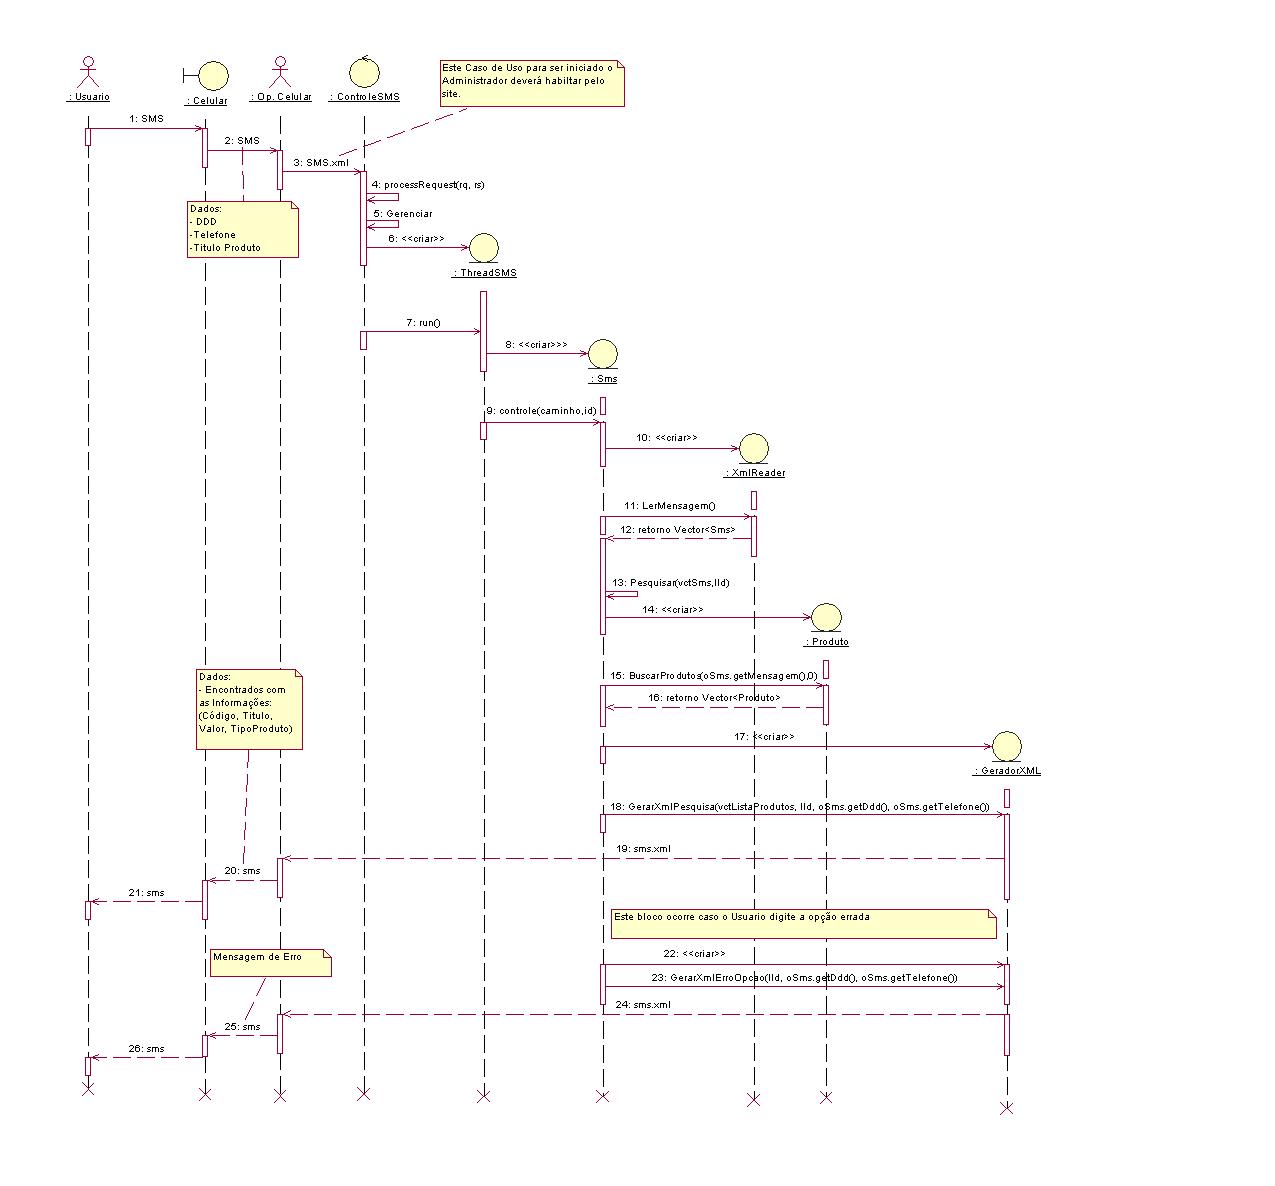 Este Caso de Uso para ser iniciado o
Administrador deverá habiltar pelo
site.
: Usuario
: Celular
: Op. Celular
: ControleSMS
1: SMS
2: SMS
3: SMS.xml
4: processRequest(rq, rs)
Dados:
- DDD
-Telefone
-Titulo Produto
5: Gerenciar
6: <<criar>>
: ThreadSMS
7: run()
8: <<criar>>>
: Sms
9: controle(caminho,id)
10: <<criar>>
: XmlReader
11: LerMensagem()
12: retorno Vector<Sms>
13: Pesquisar(vctSms,IId)
14: <<criar>>
: Produto
15: BuscarProdutos(oSms.getMensagem(),0)
16: retorno Vector<Produto>
Dados:
- Encontrados com
as Informações:
(Código, Titulo,
Valor, TipoProduto)
17: <<criar>>
: GeradorXML
18: GerarXmlPesquisa(vctListaProdutos, IId, oSms.getDdd(), oSms.getTelefone())
19: sms.xml
20: sms
21: sms
Este bloco ocorre caso o Usuario digite a opção errada
Mensagem de Erro
22: <<criar>>
23: GerarXmlErroOpcao(IId, oSms.getDdd(), oSms.getTelefone())
24: sms.xml
25: sms
26: sms